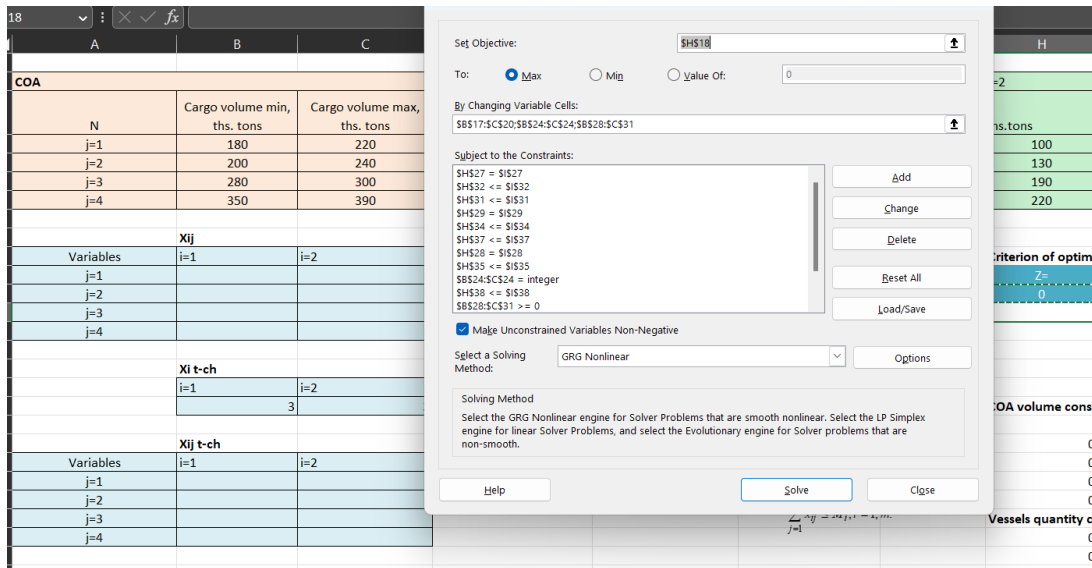 18 fx
A B C H
COA =2
N Cargo volume min, ths. tons Cargo volume max, ths. tons ns.tons
j=1 180 220 100
j=2 200 240 130
j=3 280 300 190
j=4 350 390 220
Xij
Variables i=1 i=2 Criterion of optim
j=1 Z=
j=2 0
j=3
j=4
Xi t-ch
i=1 i=2
3
COA volume cons
Xij t-ch
Variables i=1 i=2
j=1
j=2
j=3 Vessels quantity c
j=4
j=1
Set Objective: $H$18
To: Max Min Value Of: 0
By Changing Variable Cells:
$B$17:$C$20;$B$24:$C$24;$B$28:$C$31
Subject to the Constraints:
$H$27 = $I$27
$H$32 <= $I$32
$H$31 <= $I$31
$H$29 = $I$29
$H$34 <= $I$34
$H$37 <= $I$37
$H$28 = $I$28
$H$35 <= $I$35
$B$24:$C$24 = integer
$H$38 <= $I$38
$B$28:$C$31 >= 0
Add
Change
Delete
Reset All
Load/Save
Make Unconstrained Variables Non-Negative
Select a Solving Method: GRG Nonlinear Options
Solving Method
Select the GRG Nonlinear engine for Solver Problems that are smooth nonlinear. Select the LP Simplex
engine for linear Solver Problems, and select the Evolutionary engine for Solver problems that are
non-smooth.
Help Solve Close